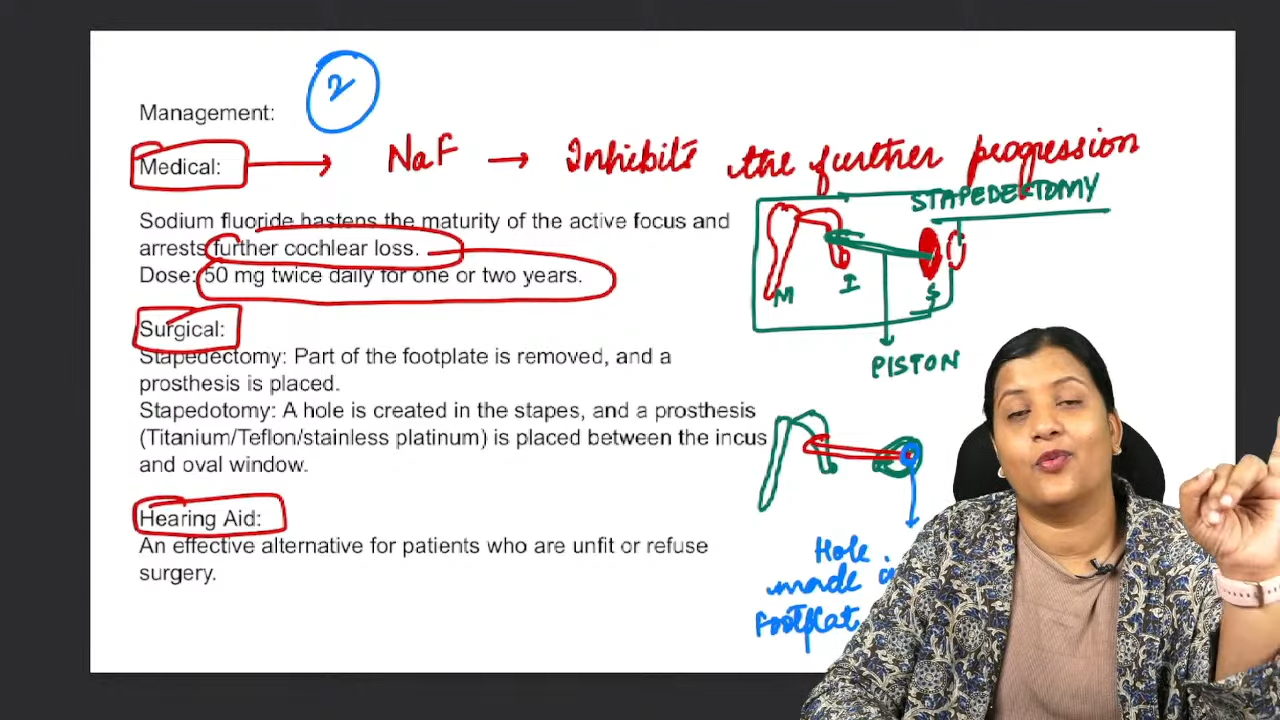 2
Management:
Medical: → NaF → Inhibits the further progression
Sodium fluoride hastens the maturity of the active focus and
arrests further cochlear loss.
Dose: 50 mg twice daily for one or two years.
Surgical:
Stapedectomy: Part of the footplate is removed, and a
prosthesis is placed.
Stapedotomy: A hole is created in the stapes, and a prosthesis
(Titanium/Teflon/stainless platinum) is placed between the incus
and oval window.
Hearing Aid:
An effective alternative for patients who are unfit or refuse
surgery.
STAPEDECTOMY
M I S
PISTON
Hole
made
Footplat